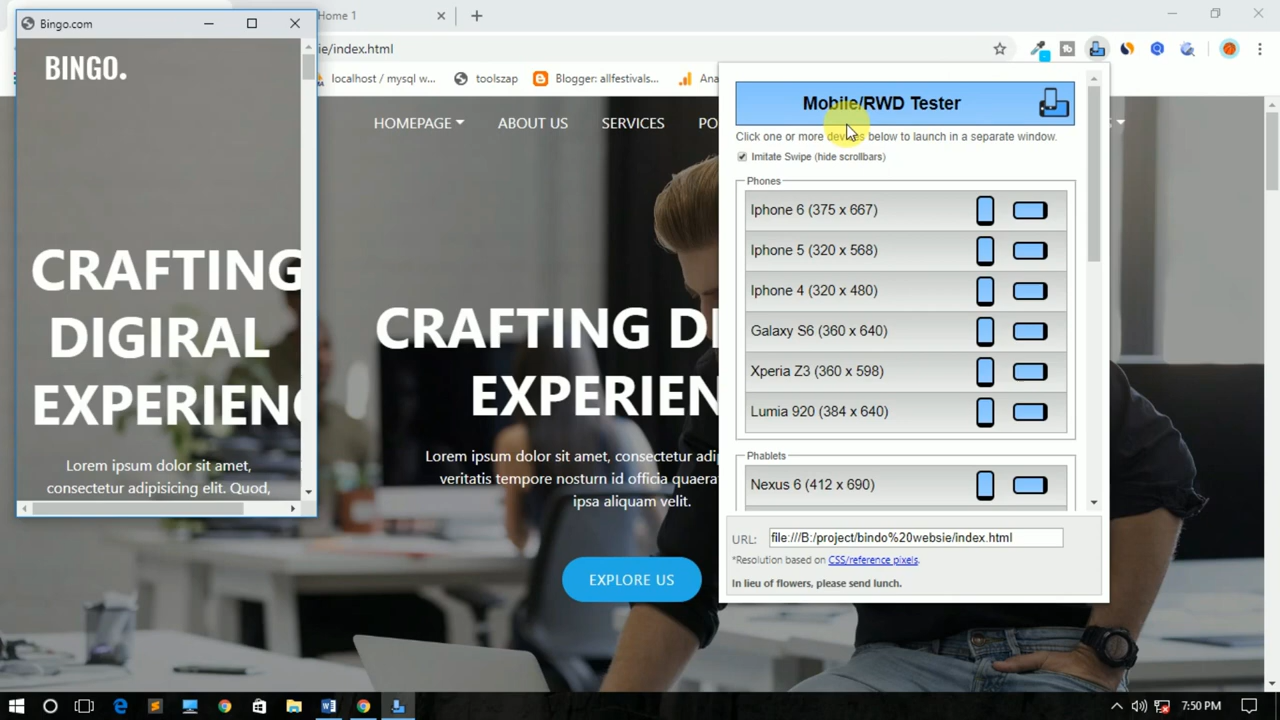 Bingo.com
Home 1
ie/index.html
localhost / mysql w...
toolszap
Blogger: allfestivals...
Ana
BINGO.
CRAFTING
DIGIRAL
EXPERIENC
Lorem ipsum dolor sit amet,
consectetur adipisicing elit. Quod,
HOMEPAGE
ABOUT US
SERVICES
PO
CRAFTING DI
EXPERIEN
Lorem ipsum dolor sit amet, consectetur adip
veritatis tempore nostrum id officia quaera
ipsa aliquam velit.
EXPLORE US
Mobile/RWD Tester
Click one or more devices below to launch in a separate window.
Imitate Swipe (hide scrollbars)
Phones
Iphone 6 (375 x 667)
Iphone 5 (320 x 568)
Iphone 4 (320 x 480)
Galaxy S6 (360 x 640)
Xperia Z3 (360 x 598)
Lumia 920 (384 x 640)
Phablets
Nexus 6 (412 x 690)
URL: file:///B:/project/bindo%20websie/index.html
*Resolution based on CSS/reference pixels.
In lieu of flowers, please send lunch.
7:50 PM